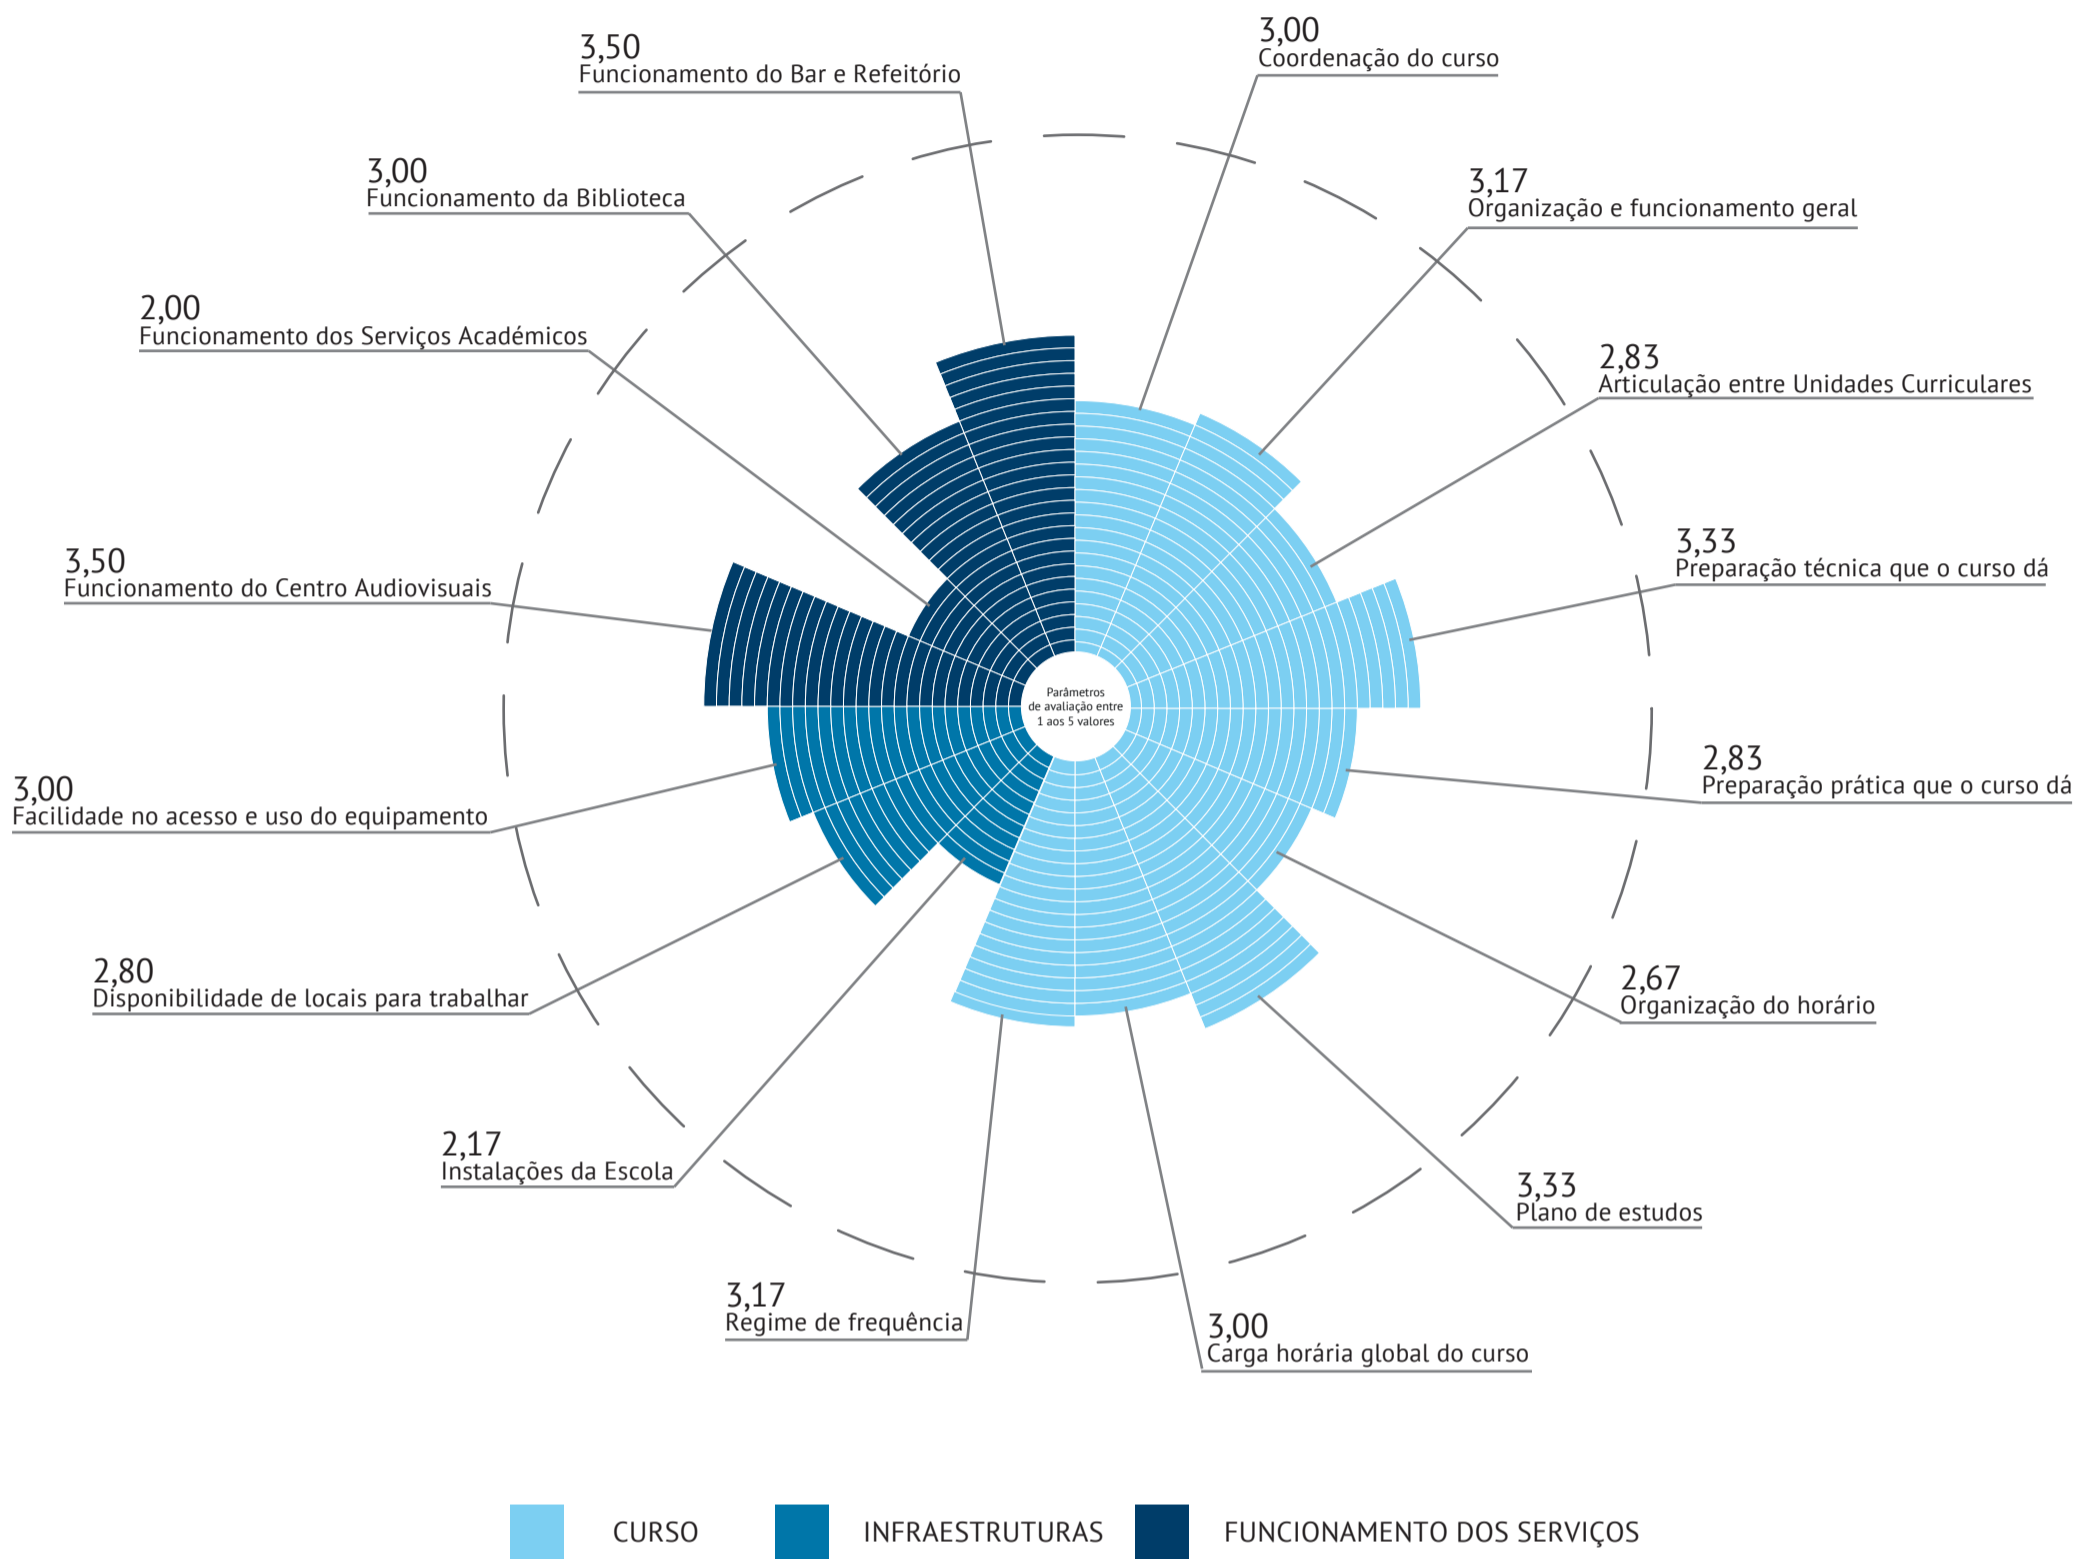 3,00
Coordenação do curso
3,17
Organização e funcionamento geral
2,83
Articulação entre Unidades Curriculares
3,33
Preparação técnica que o curso dá
2,83
Preparação prática que o curso dá
2,67
Organização do horário
3,33
Plano de estudos
3,00
Carga horária global do curso
3,17
Regime de frequência
2,17
Instalações da Escola
2,80
Disponibilidade de locais para trabalhar
3,00
Facilidade no acesso e uso do equipamento
3,50
Funcionamento do Centro Audiovisuais
2,00
Funcionamento dos Serviços Académicos
3,00
Funcionamento da Biblioteca
3,50
Funcionamento do Bar e Refeitório
Parâmetros
de avaliação entre
1 aos 5 valores
CURSO
INFRAESTRUTURAS
FUNCIONAMENTO DOS SERVIÇOS